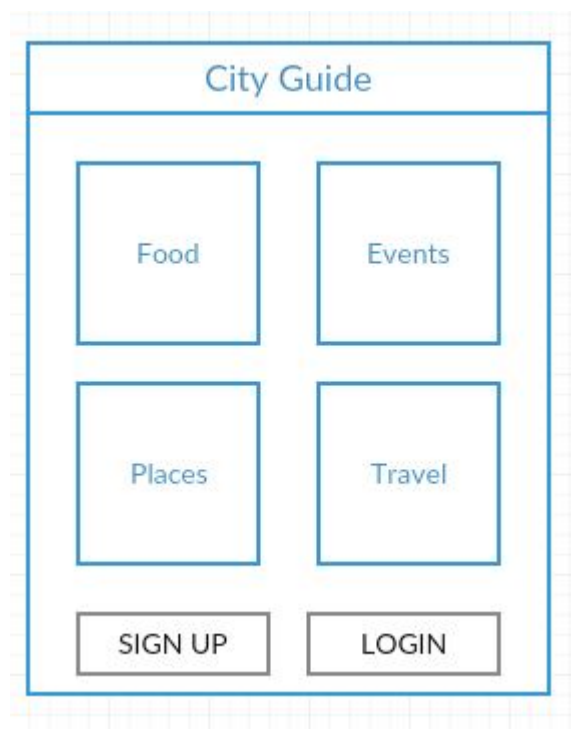 City Guide
Food
Events
Places
Travel
SIGN UP
LOGIN